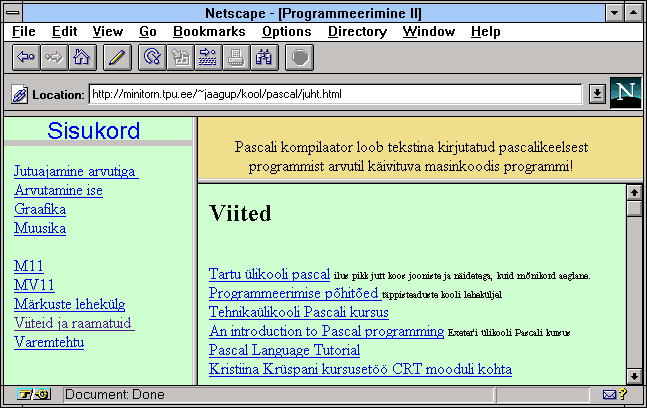 Netscape - [Programmeerimine II]
File Edit View Go Bookmarks Options Directory Window Help
Location: http://minitorn.tpu.ee/~jaagup/kool/pascal/juht.html
N
Sisukord
Jutuajamine arvutiga
Arvutamine ise
Graafika
Muusika
M11
MV11
Märkuste lehekülg
Viiteid ja raamatuid
Varemtehtu
Pascali kompilaator loob tekstina kirjutatud pascalikeelsest
programmist arvutil käivituva masinkoodis programmi!
Viited
Tartu ülikooli pascal ilus pikk jutt koos jooniste ja näidetega, kuid mõnikord aeglane.
Programmeerimise põhitõed täppisteaduste kooli leheküljel
Tehnikaülikooli Pascali kursus
An introduction to Pascal programming Exeter'i ülikooli Pascali kursus
Pascal Language Tutorial
Kristiina Krüspani kursusetöö CRT mooduli kohta
Document: Done
?